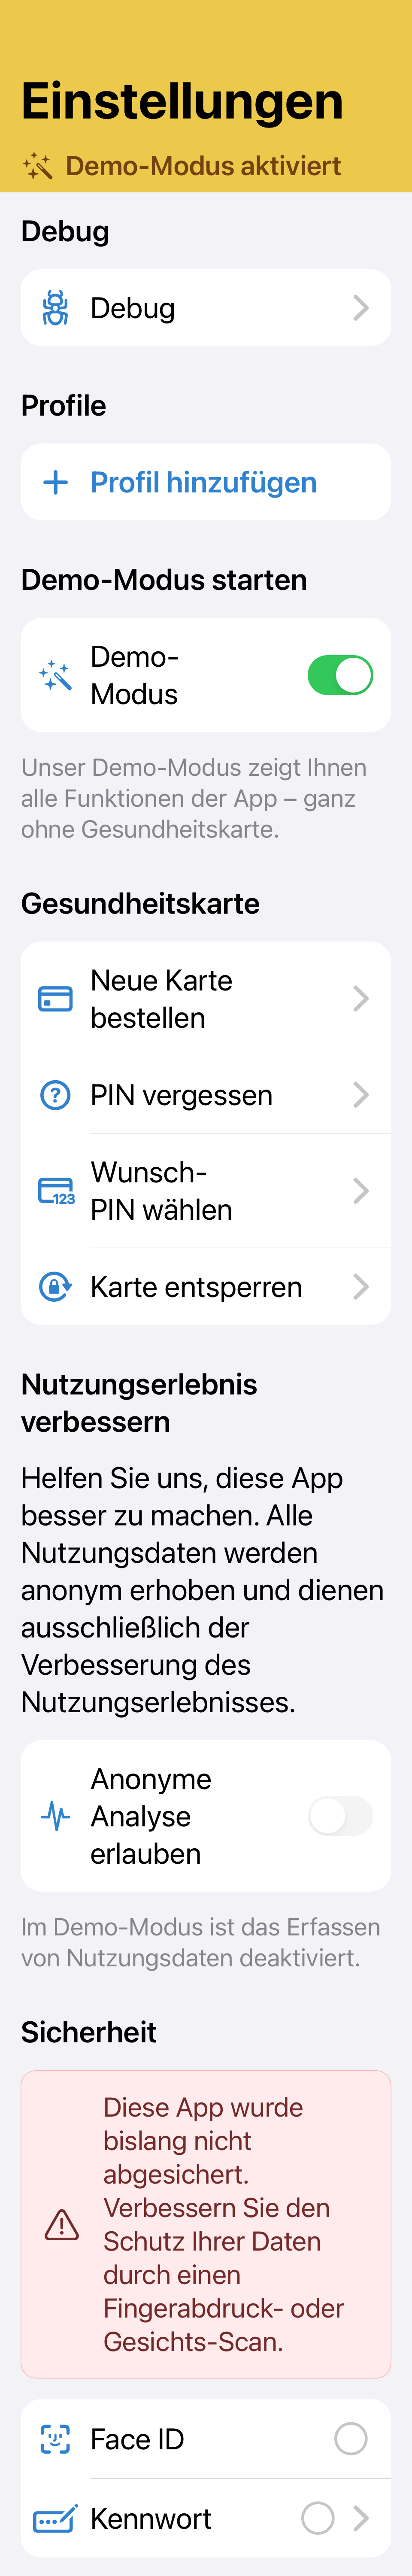 Einstellungen
Demo-Modus aktiviert
Debug
Debug
Profile
Profil hinzufügen
Demo-Modus starten
Demo-
Modus
Unser Demo-Modus zeigt Ihnen
alle Funktionen der App – ganz
ohne Gesundheitskarte.
Gesundheitskarte
Neue Karte
bestellen
PIN vergessen
123
Wunsch-
PIN wählen
Karte entsperren
Nutzungserlebnis
verbessern
Helfen Sie uns, diese App
besser zu machen. Alle
Nutzungsdaten werden
anonym erhoben und dienen
ausschließlich der
Verbesserung des
Nutzungserlebnisses.
Anonyme
Analyse
erlauben
Im Demo-Modus ist das Erfassen
von Nutzungsdaten deaktiviert.
Sicherheit
Diese App wurde
bislang nicht
abgesichert.
Verbessern Sie den
Schutz Ihrer Daten
durch einen
Fingerabdruck- oder
Gesichts-Scan.
Face ID
Kennwort